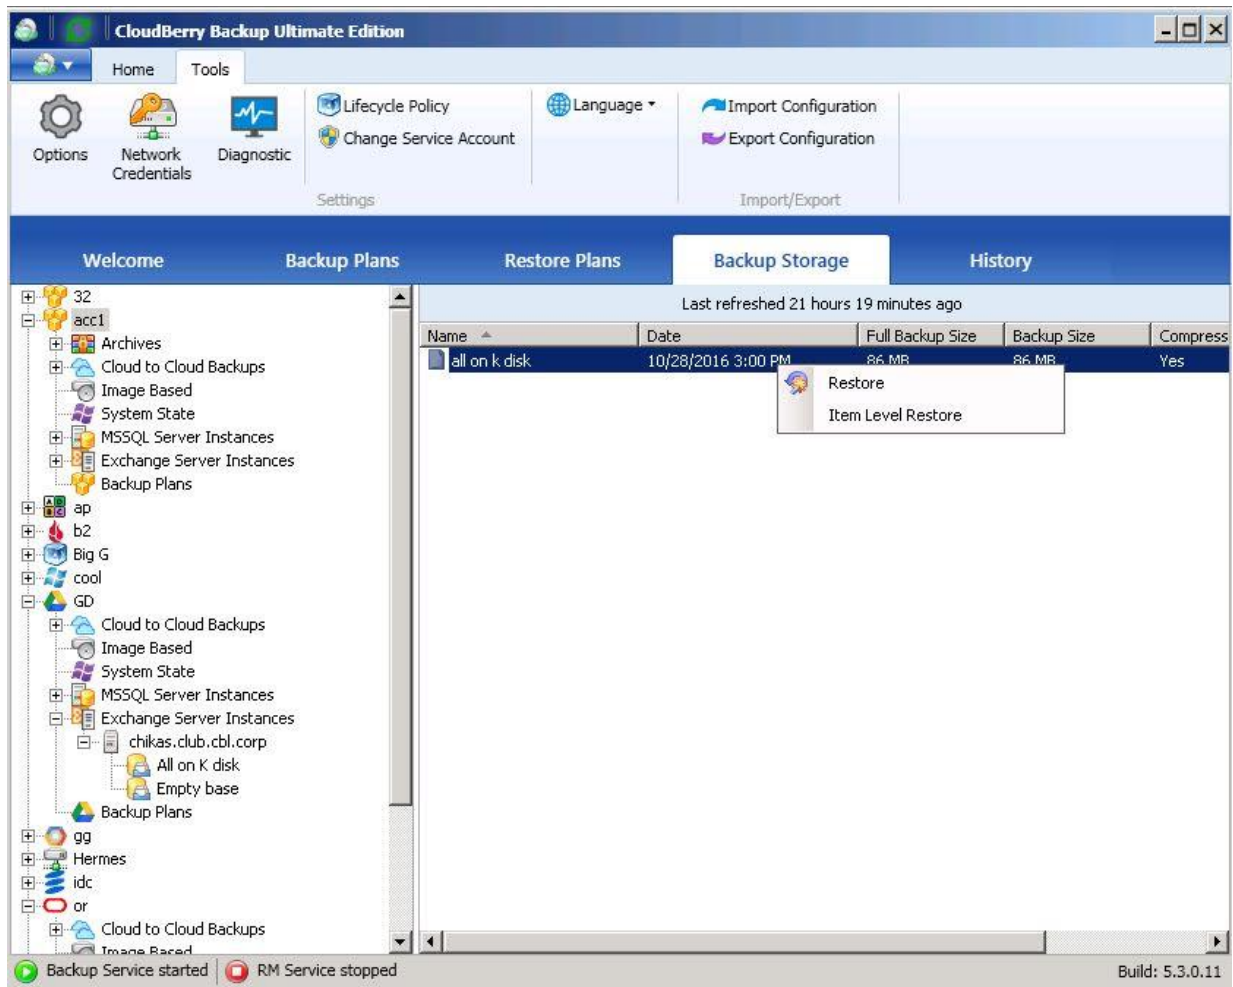 CloudBerry Backup Ultimate Edition
Home Tools
Options
Network Credentials
Diagnostic
Lifecycle Policy
Change Service Account
Settings
Language
Import Configuration
Export Configuration
Import/Export
Welcome Backup Plans Restore Plans Backup Storage History
32
acc1
Archives
Cloud to Cloud Backups
Image Based
System State
MSSQL Server Instances
Exchange Server Instances
Backup Plans
ap
b2
Big G
cool
GD
Cloud to Cloud Backups
Image Based
System State
MSSQL Server Instances
Exchange Server Instances
chikas.club.cbl.corp
All on K disk
Empty base
Backup Plans
gg
Hermes
idc
or
Cloud to Cloud Backups
Image Based
Last refreshed 21 hours 19 minutes ago
Name Date Full Backup Size Backup Size Compress
all on k disk 10/28/2016 3:00 PM 86 MB 86 MB Yes
Restore
Item Level Restore
Backup Service started RM Service stopped Build: 5.3.0.11